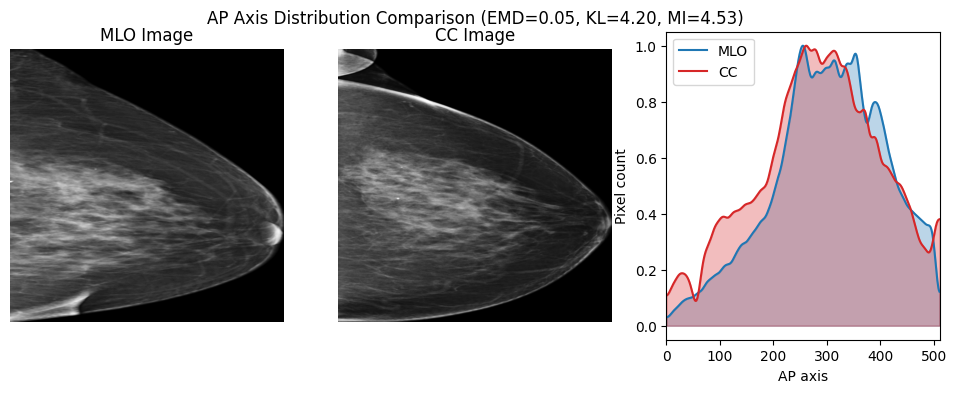 AP Axis Distribution Comparison (EMD=0.05, KL=4.20, MI=4.53)
MLO Image
CC Image
MLO
CC
Pixel count
1.0
0.8
0.6
0.4
0.2
0.0
0 100 200 300 400 500
AP axis